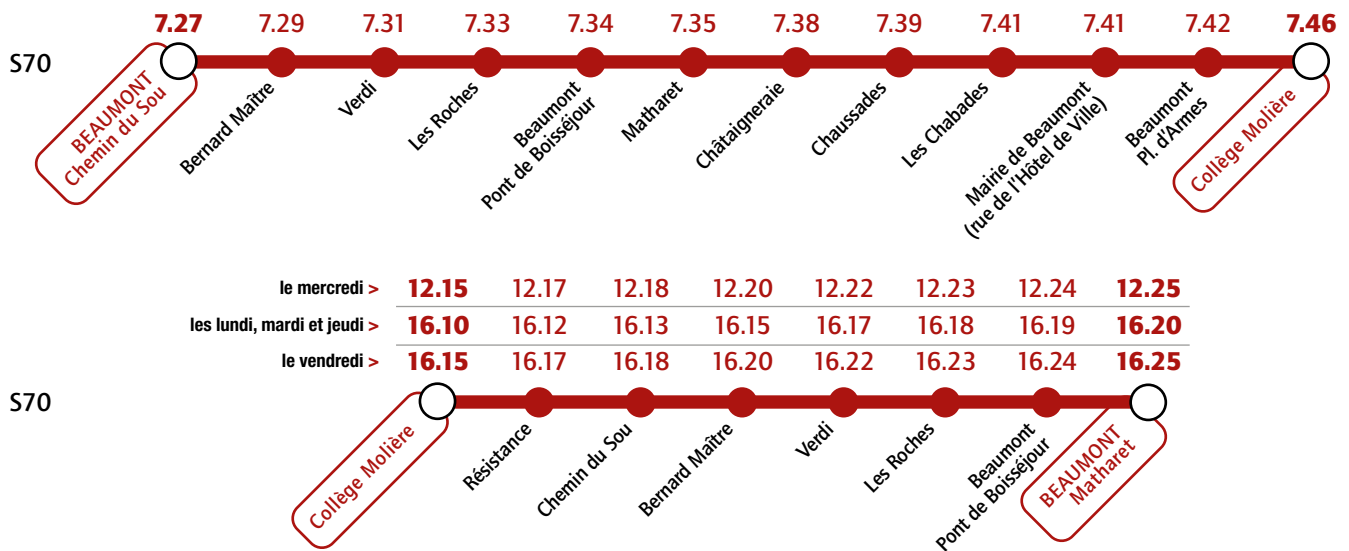 7.27 7.29 7.31 7.33 7.34 7.35 7.38 7.39 7.41 7.41 7.42 7.46
S70
BEAUMONT
Chemin du Sou
Bernard Maître
Verdi
Les Roches
Beaumont
Pont de Boisséjour
Matharet
Châtaigneraie
Chaussades
Les Chabades
Mairie de Beaumont
(rue de l'Hôtel de Ville)
Beaumont
Pl. d'Armes
Collège Molière
le mercredi > 12.15 12.17 12.18 12.20 12.22 12.23 12.24 12.25
les lundi, mardi et jeudi > 16.10 16.12 16.13 16.15 16.17 16.18 16.19 16.20
le vendredi > 16.15 16.17 16.18 16.20 16.22 16.23 16.24 16.25
S70
Collège Molière
Résistance
Chemin du Sou
Bernard Maître
Verdi
Les Roches
Beaumont
Pont de Boisséjour
BEAUMONT
Matharet